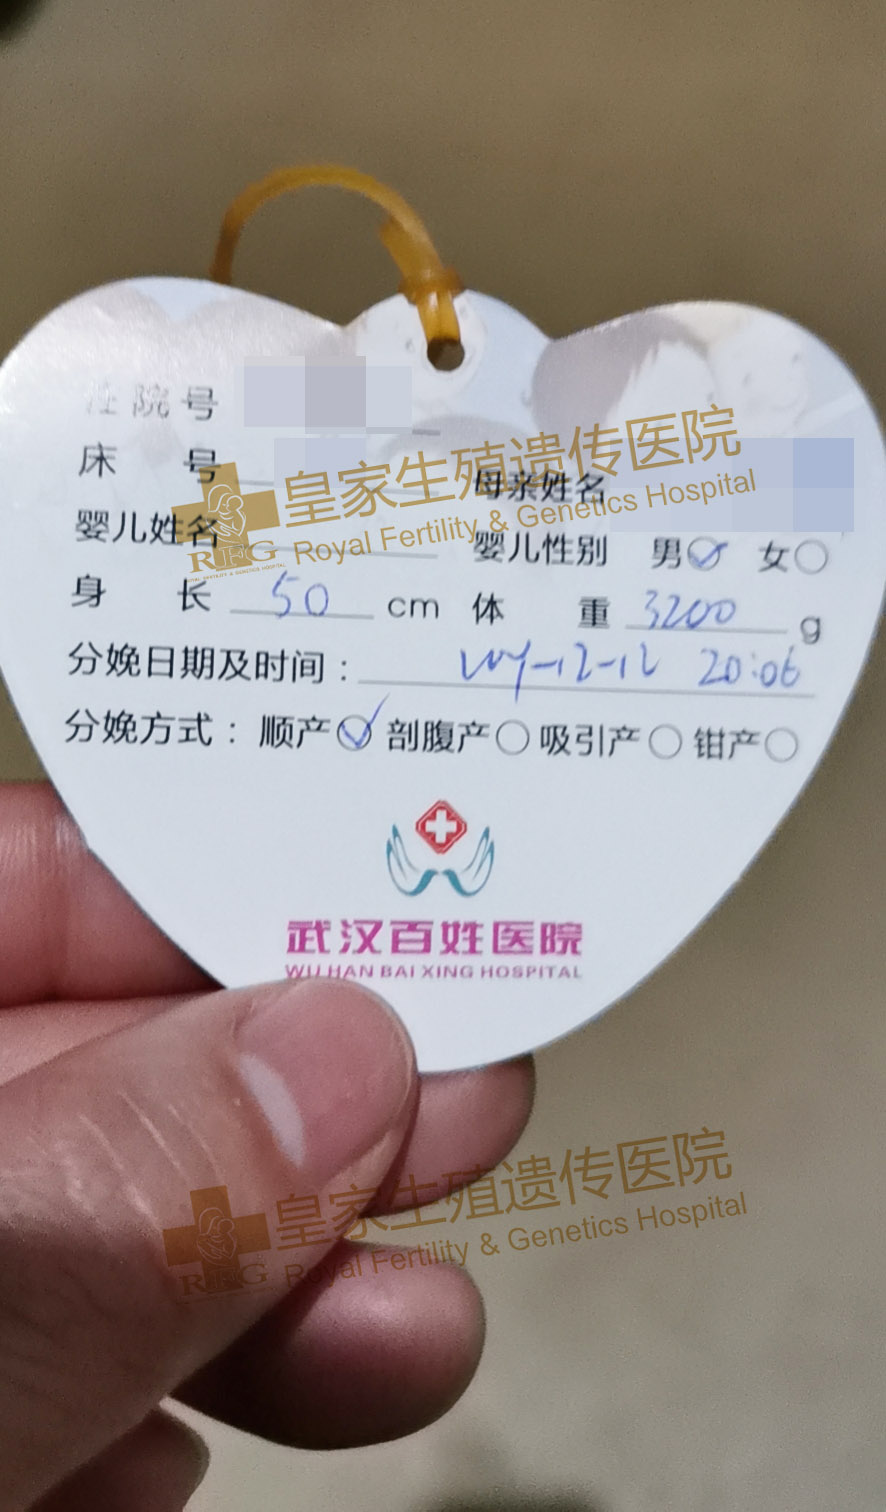 住院号
床 号
母亲姓名
皇家生殖遗传医院
RFG
Royal Fertility & Genetics Hospital
婴儿姓名
婴儿性别 男 女
身 长 50 cm 体 重 3200 g
分娩日期及时间： -12-12 20:06
分娩方式： 顺产 剖腹产 吸引产 钳产
武汉百姓医院
WU HAN BAI XING HOSPITAL
皇家生殖遗传医院
RFG
Royal Fertility & Genetics Hospital